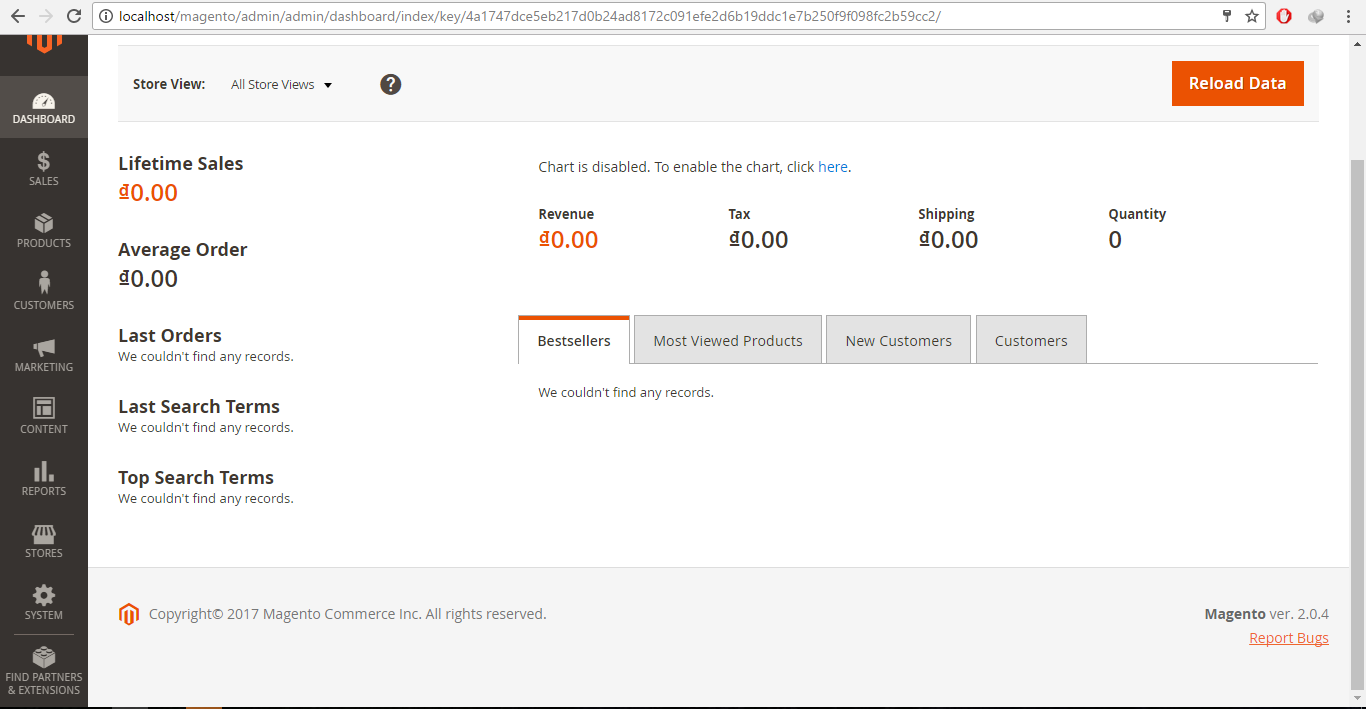 localhost/magento/admin/admin/dashboard/index/key/4a1747dce5eb217d0b24ad8172c091efe2d6b19ddc1e7b250f9f098fc2b59cc2/
DASHBOARD
SALES
PRODUCTS
CUSTOMERS
MARKETING
CONTENT
REPORTS
STORES
SYSTEM
FIND PARTNERS
& EXTENSIONS
Store View: All Store Views ?
Reload Data
Lifetime Sales
₫0.00
Average Order
₫0.00
Last Orders
We couldn't find any records.
Last Search Terms
We couldn't find any records.
Top Search Terms
We couldn't find any records.
Chart is disabled. To enable the chart, click here.
Revenue Tax Shipping Quantity
₫0.00 ₫0.00 ₫0.00 0
Bestsellers Most Viewed Products New Customers Customers
We couldn't find any records.
Copyright© 2017 Magento Commerce Inc. All rights reserved.
Magento ver. 2.0.4
Report Bugs